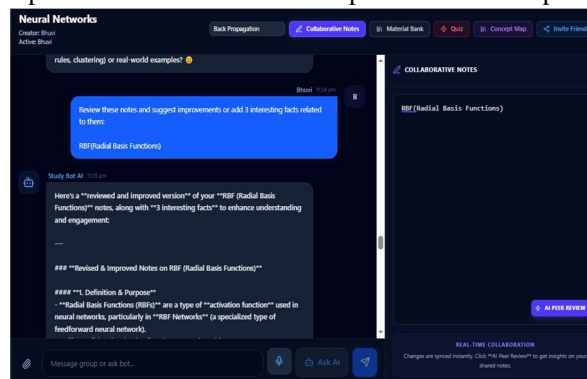 Neural Networks
Creator: Bhuvi
Active: Bhuvi
Back Propagation
Collaborative Notes
Material Bank
Quiz
Concept Map
Invite Friend
rules, clustering) or real-world examples? 😊
Bhuvi 11:34 pm
B
Review these notes and suggest improvements or add 3 interesting facts related
to them:
RBF(Radial Basis Functions)
Study Bot AI 11:35 pm
Here's a **reviewed and improved version** of your **RBF (Radial Basis
Functions)** notes, along with **3 interesting facts** to enhance understanding
and engagement:
---
### **Revised & Improved Notes on RBF (Radial Basis Functions)**
#### **1. Definition & Purpose**
- **Radial Basis Functions (RBFs)** are a type of **activation function** used in
neural networks, particularly in **RBF Networks** (a specialized type of
feedforward neural network).
Message group or ask bot...
Ask AI
COLLABORATIVE NOTES
RBF(Radial Basis Functions)
AI PEER REVIEW
REAL-TIME COLLABORATION
Changes are synced instantly. Click **AI Peer Review** to get insights on your
shared notes.